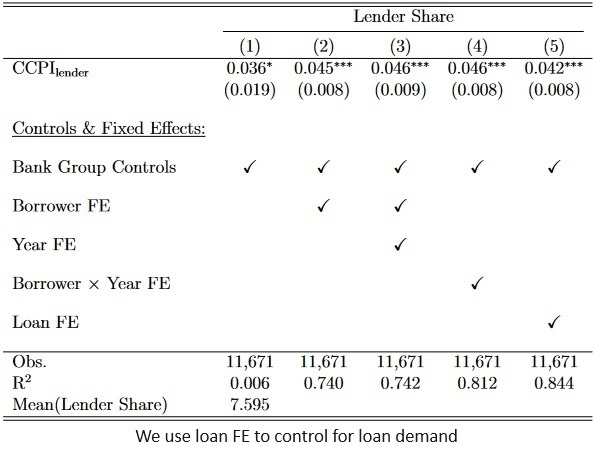 Lender Share
(1) (2) (3) (4) (5)
CCPIlender 0.036* 0.045*** 0.046*** 0.046*** 0.042***
(0.019) (0.008) (0.009) (0.008) (0.008)
Controls & Fixed Effects:
Bank Group Controls ✓ ✓ ✓ ✓ ✓
Borrower FE ✓ ✓
Year FE ✓
Borrower × Year FE ✓
Loan FE ✓
Obs. 11,671 11,671 11,671 11,671 11,671
R² 0.006 0.740 0.742 0.812 0.844
Mean(Lender Share) 7.595
We use loan FE to control for loan demand